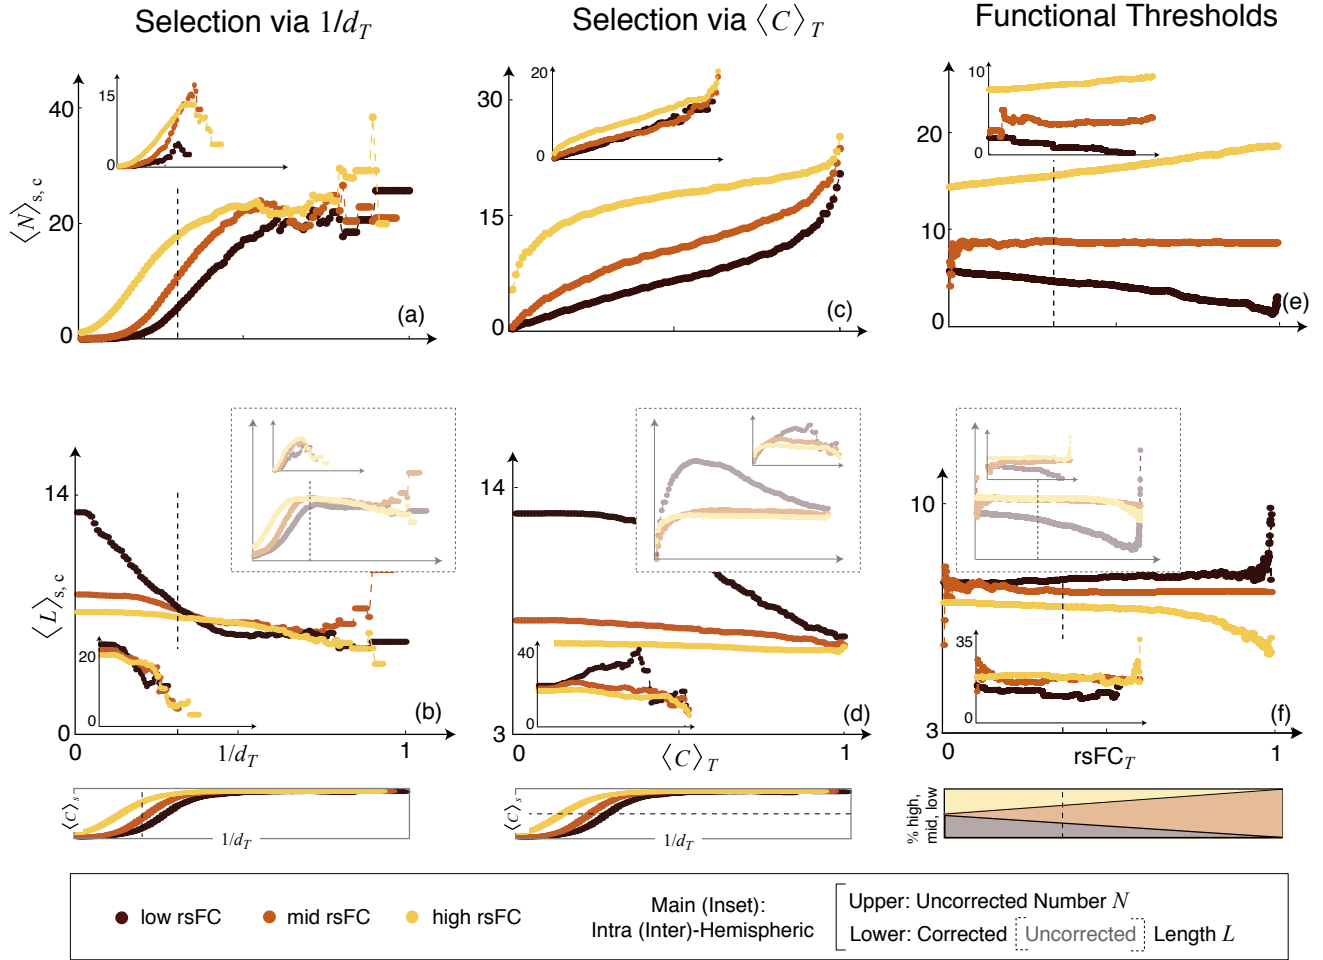 Selection via 1/d_T
Selection via ⟨C⟩_T
Functional Thresholds
⟨N⟩_{s, c}
40
20
0
15
0
(a)
30
15
0
20
0
(c)
20
10
0
10
0
(e)
⟨L⟩_{s, c}
14
0
20
0
(b)
0
1/d_T
1
14
3
40
0
(d)
0
⟨C⟩_T
1
10
3
35
0
(f)
0
rsFC_T
1
⟨C⟩_s
1/d_T
⟨C⟩_s
1/d_T
% high,
mid, low
low rsFC
mid rsFC
high rsFC
Main (Inset):
Intra (Inter)-Hemispheric
Upper: Uncorrected Number N
Lower: Corrected Uncorrected Length L